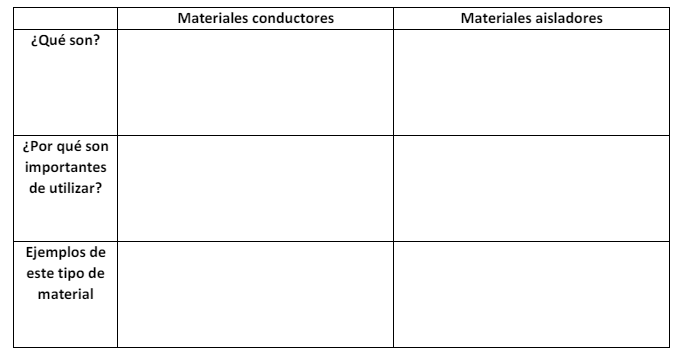 Materiales conductores
Materiales aisladores
¿Qué son?
¿Por qué son
importantes
de utilizar?
Ejemplos de
este tipo de
material